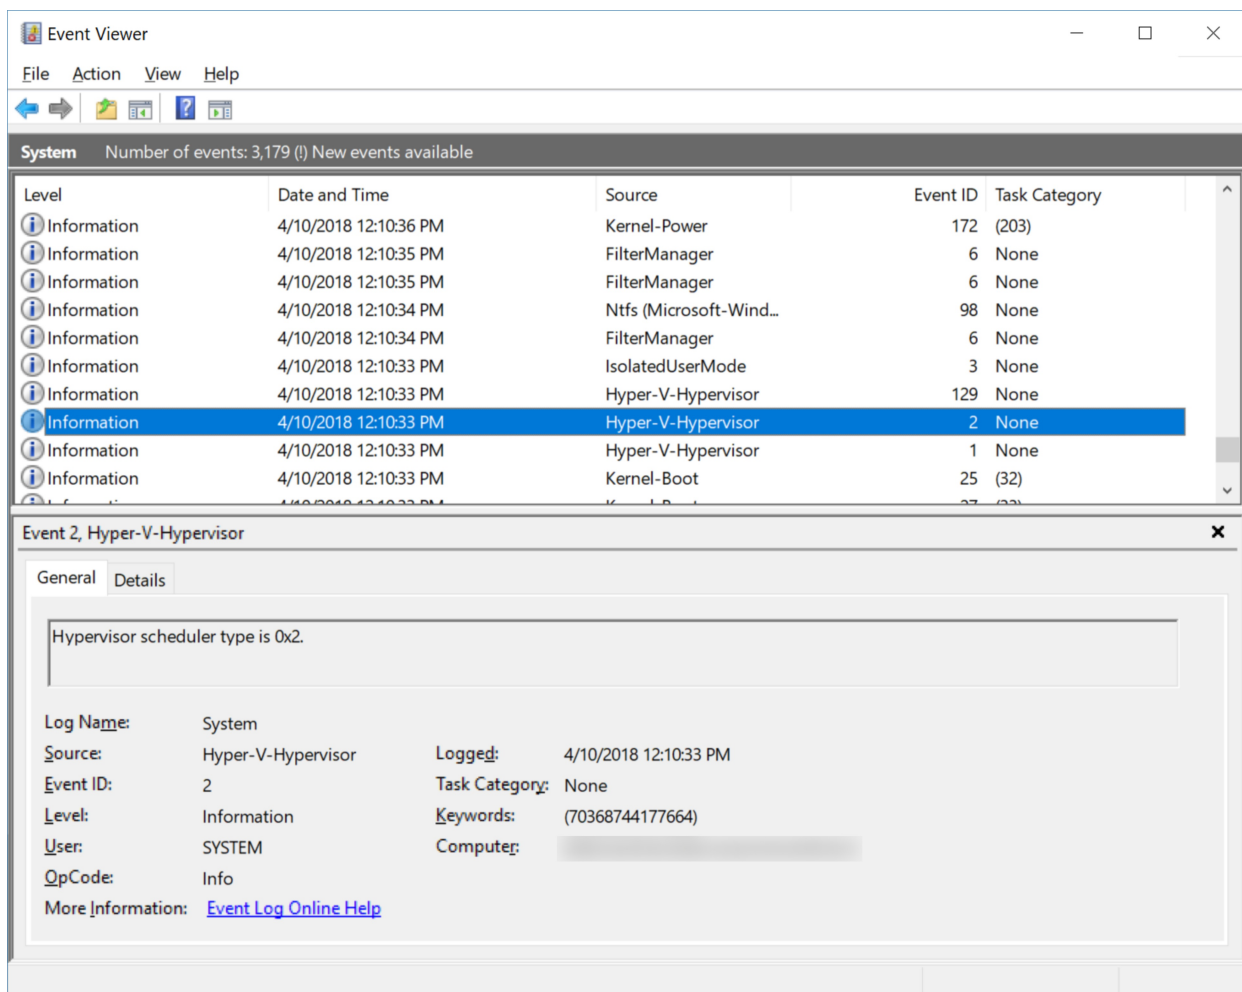 Event Viewer
File Action View Help
System Number of events: 3,179 (!) New events available
Level Date and Time Source Event ID Task Category
Information 4/10/2018 12:10:36 PM Kernel-Power 172 (203)
Information 4/10/2018 12:10:35 PM FilterManager 6 None
Information 4/10/2018 12:10:35 PM FilterManager 6 None
Information 4/10/2018 12:10:34 PM Ntfs (Microsoft-Wind... 98 None
Information 4/10/2018 12:10:34 PM FilterManager 6 None
Information 4/10/2018 12:10:33 PM IsolatedUserMode 3 None
Information 4/10/2018 12:10:33 PM Hyper-V-Hypervisor 129 None
Information 4/10/2018 12:10:33 PM Hyper-V-Hypervisor 2 None
Information 4/10/2018 12:10:33 PM Hyper-V-Hypervisor 1 None
Information 4/10/2018 12:10:33 PM Kernel-Boot 25 (32)
Event 2, Hyper-V-Hypervisor
General Details
Hypervisor scheduler type is 0x2.
Log Name: System
Source: Hyper-V-Hypervisor Logged: 4/10/2018 12:10:33 PM
Event ID: 2 Task Category: None
Level: Information Keywords: (70368744177664)
User: SYSTEM Computer:
OpCode: Info
More Information: Event Log Online Help